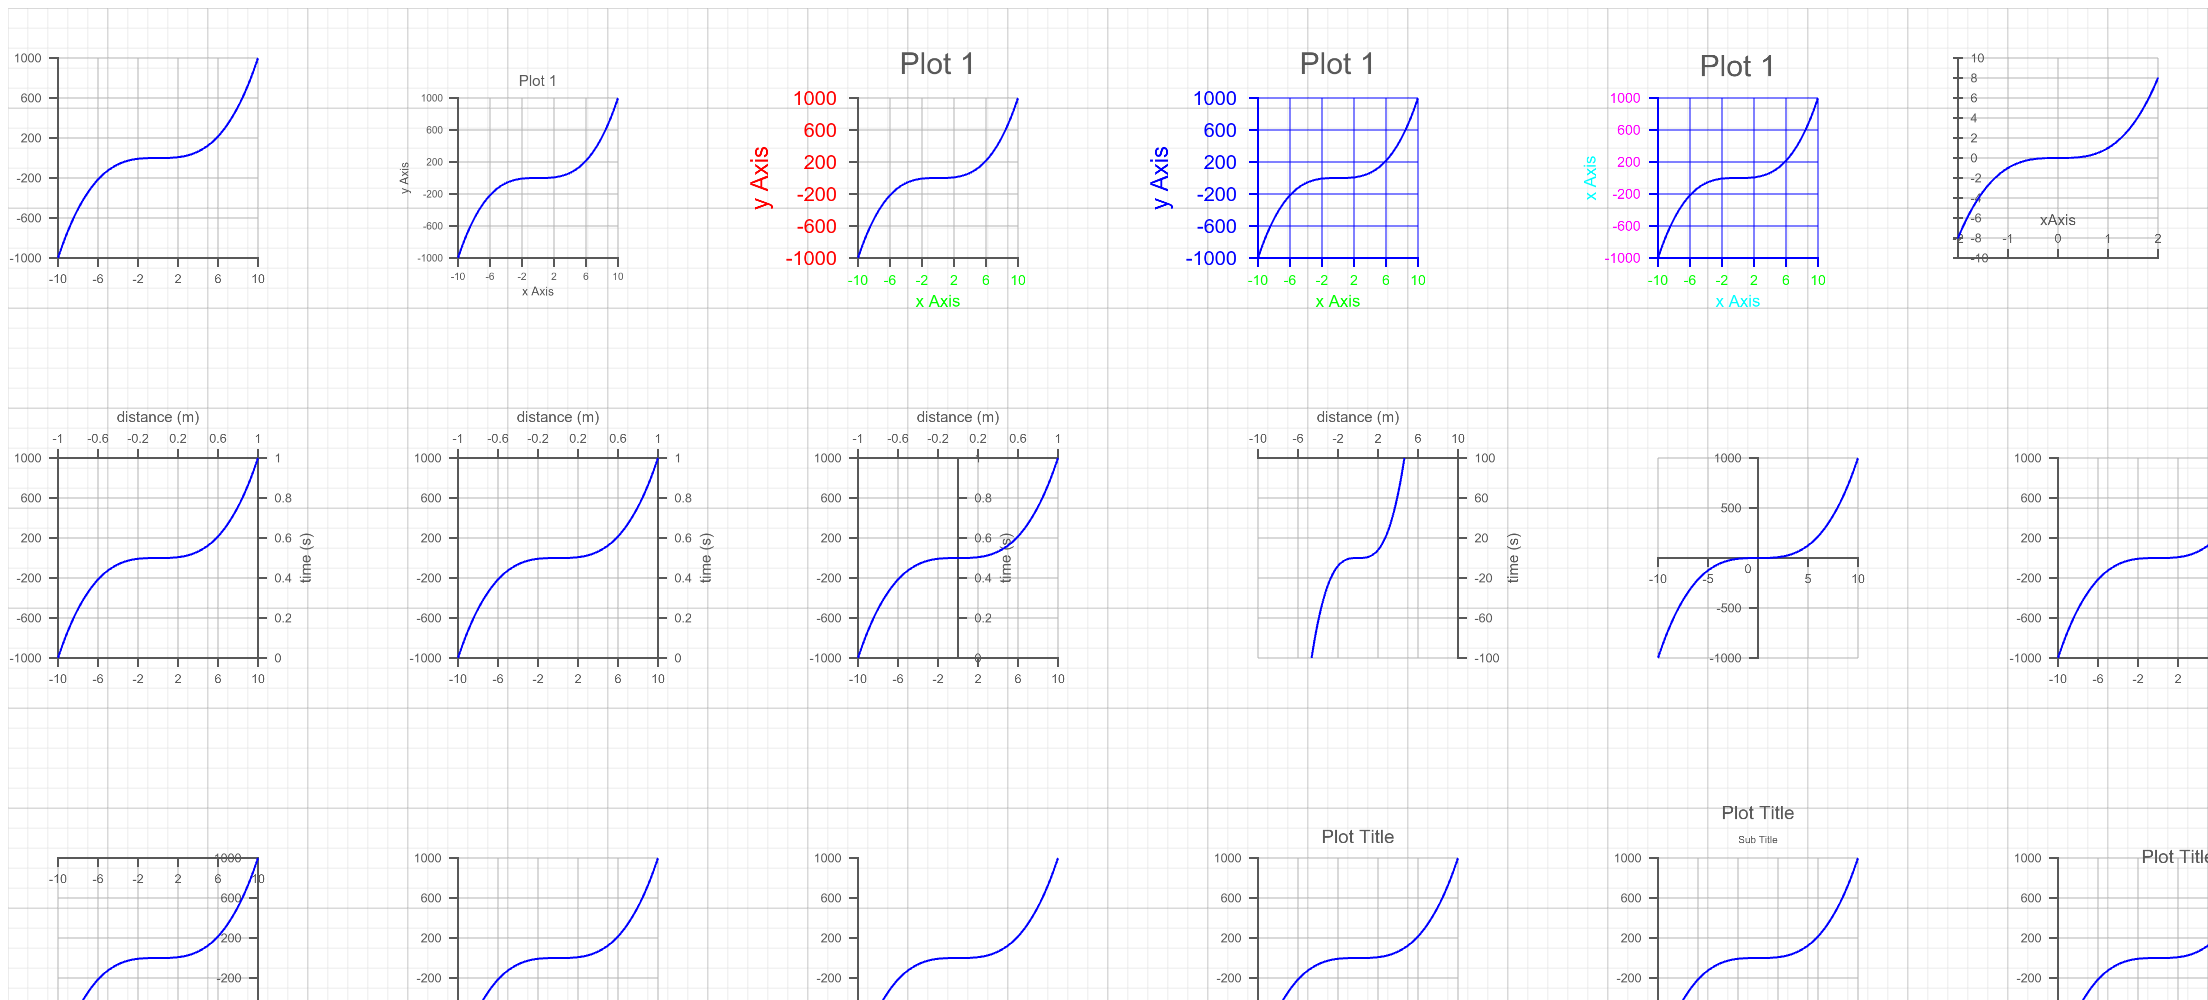 1000
600
200
-200
-600
-1000
-10 -6 -2 2 6 10
Plot 1
y Axis
1000
600
200
-200
-600
-1000
-10 -6 -2 2 6 10
x Axis
Plot 1
y Axis
1000
600
200
-200
-600
-1000
-10 -6 -2 2 6 10
x Axis
Plot 1
y Axis
1000
600
200
-200
-600
-1000
-10 -6 -2 2 6 10
x Axis
Plot 1
x Axis
1000
600
200
-200
-600
-1000
-10 -6 -2 2 6 10
x Axis
10
8
6
4
2
0
-2
-4
-6
-8
-10
xAxis
-2 -1 0 1 2
distance (m)
-1 -0.6 -0.2 0.2 0.6 1
1000
600
200
-200
-600
-1000
-10 -6 -2 2 6 10
1
0.8
0.6
0.4
0.2
0
time (s)
distance (m)
-1 -0.6 -0.2 0.2 0.6 1
1000
600
200
-200
-600
-1000
-10 -6 -2 2 6 10
1
0.8
0.6
0.4
0.2
0
time (s)
distance (m)
-1 -0.6 -0.2 0.2 0.6 1
1000
600
200
-200
-600
-1000
-10 -6 -2 2 6 10
1
0.8
0.6
0.4
0.2
0
time (s)
distance (m)
-10 -6 -2 2 6 10
100
60
20
-20
-60
-100
time (s)
1000
500
0
-500
-1000
-10 -5 5 10
1000
600
200
-200
-600
-1000
-10 -6 -2 2
1000
-10 -6 -2 2 6 10
600
200
-200
1000
600
200
-200
1000
600
200
-200
Plot Title
1000
600
200
-200
Plot Title
Sub Title
1000
600
200
-200
Plot Title
1000
600
200
-200